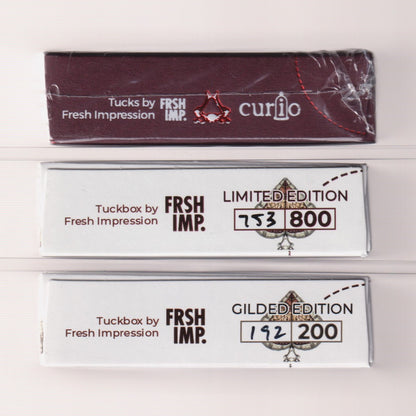 Tucks by
Fresh Impression
FRSH
IMP.
curio
Tuckbox by
Fresh Impression
FRSH
IMP.
LIMITED EDITION
753 800
Tuckbox by
Fresh Impression
FRSH
IMP.
GILDED EDITION
192 200